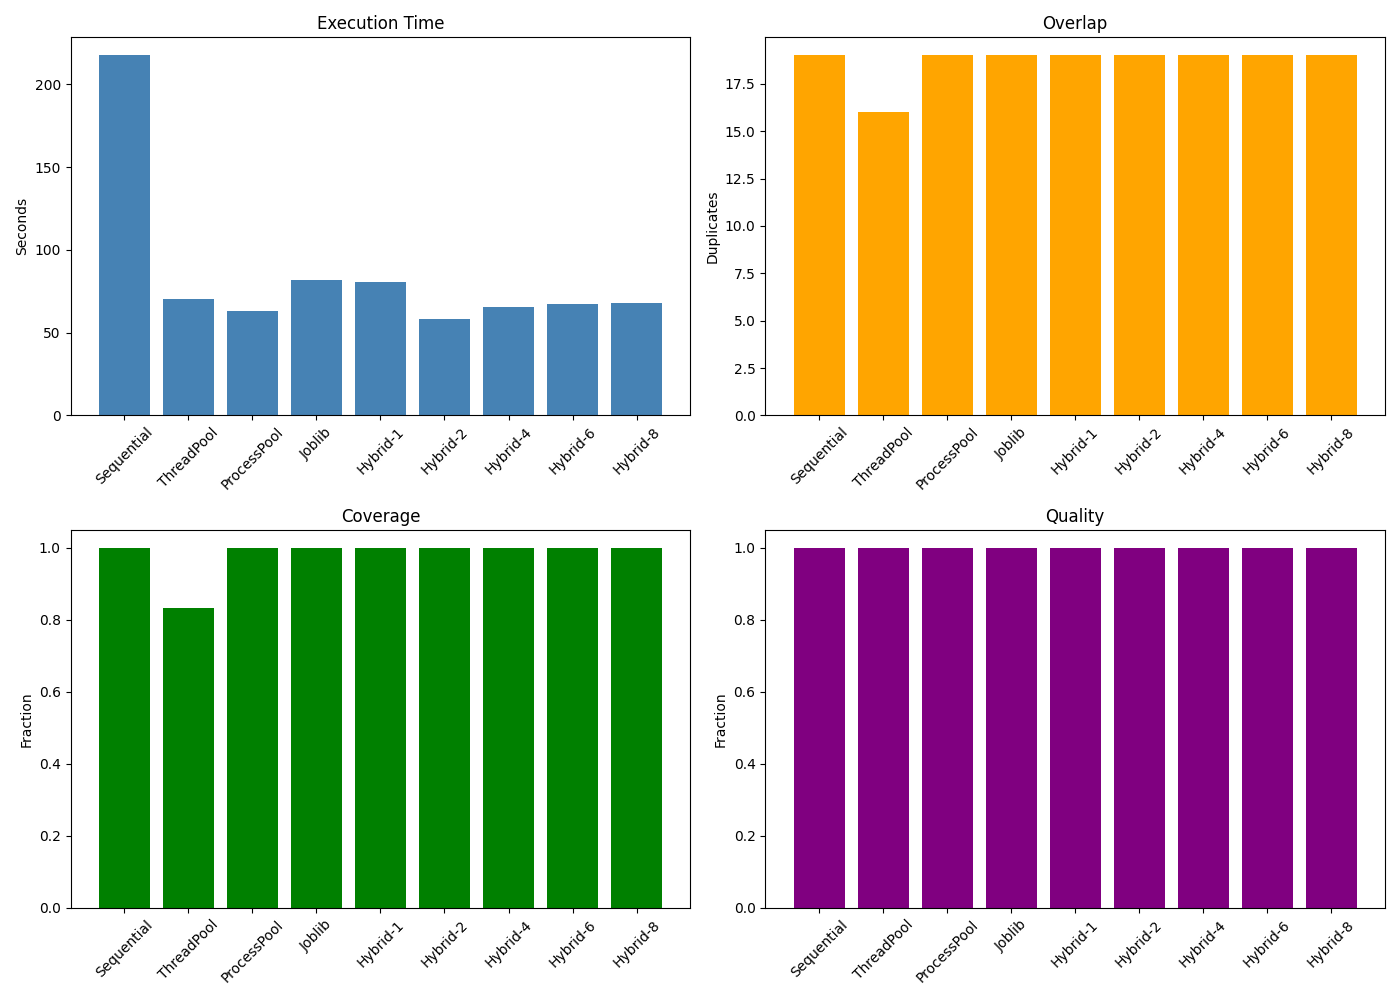 Execution Time
Seconds
200
150
100
50
0
Sequential
ThreadPool
ProcessPool
Joblib
Hybrid-1
Hybrid-2
Hybrid-4
Hybrid-6
Hybrid-8
Overlap
Duplicates
17.5
15.0
12.5
10.0
7.5
5.0
2.5
0.0
Sequential
ThreadPool
ProcessPool
Joblib
Hybrid-1
Hybrid-2
Hybrid-4
Hybrid-6
Hybrid-8
Coverage
Fraction
1.0
0.8
0.6
0.4
0.2
0.0
Sequential
ThreadPool
ProcessPool
Joblib
Hybrid-1
Hybrid-2
Hybrid-4
Hybrid-6
Hybrid-8
Quality
Fraction
1.0
0.8
0.6
0.4
0.2
0.0
Sequential
ThreadPool
ProcessPool
Joblib
Hybrid-1
Hybrid-2
Hybrid-4
Hybrid-6
Hybrid-8